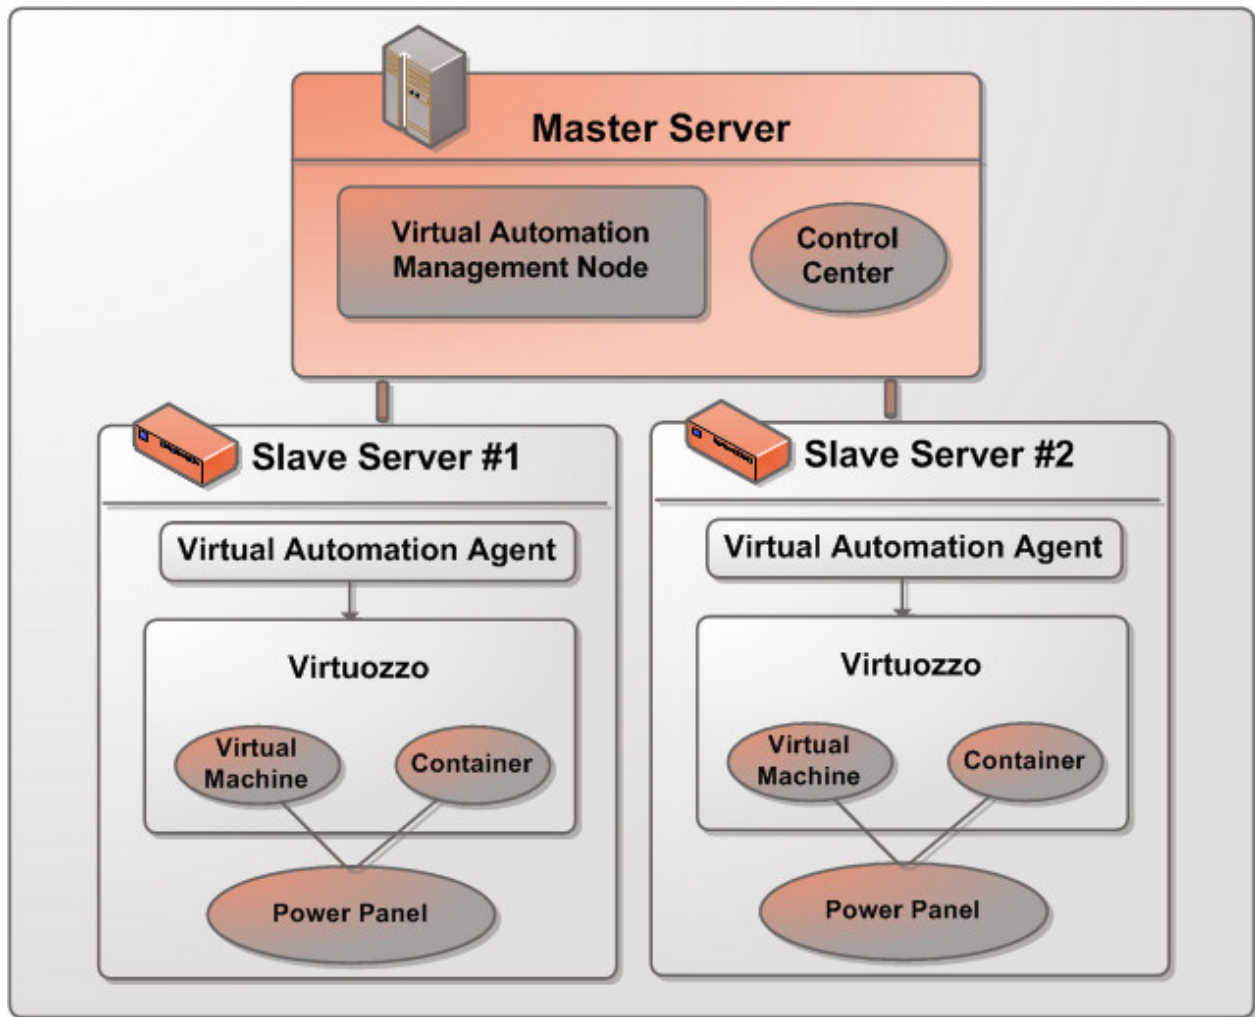 Master Server
Virtual Automation
Management Node
Control
Center
Slave Server #1
Virtual Automation Agent
Virtuozzo
Virtual
Machine
Container
Power Panel
Slave Server #2
Virtual Automation Agent
Virtuozzo
Virtual
Machine
Container
Power Panel